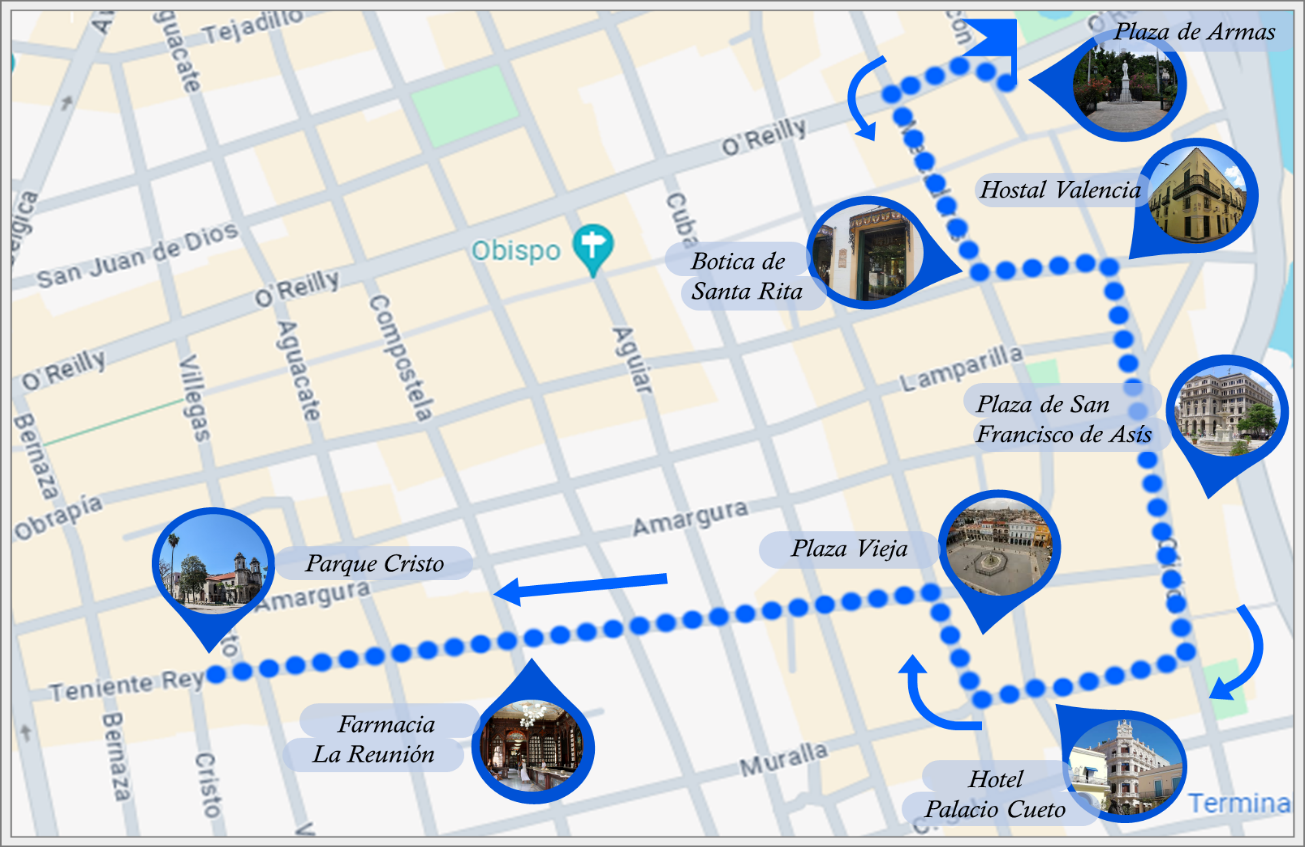 Tejadillo
Aguacate
O'Reilly
Plaza de Armas
O'Reilly
Hostal Valencia
Cuba
San Juan de Dios
Obispo
Botica de
Santa Rita
O'Reilly
Compostela
Aguacate
Aguiar
O'Reilly
Villegas
Lamparilla
Bernaza
Plaza de San
Francisco de Asís
Obrapía
Amargura
Plaza Vieja
Parque Cristo
Amargura
Teniente Rey
Bernaza
Cristo
Farmacia
La Reunión
Muralla
Hotel
Palacio Cueto
Termina